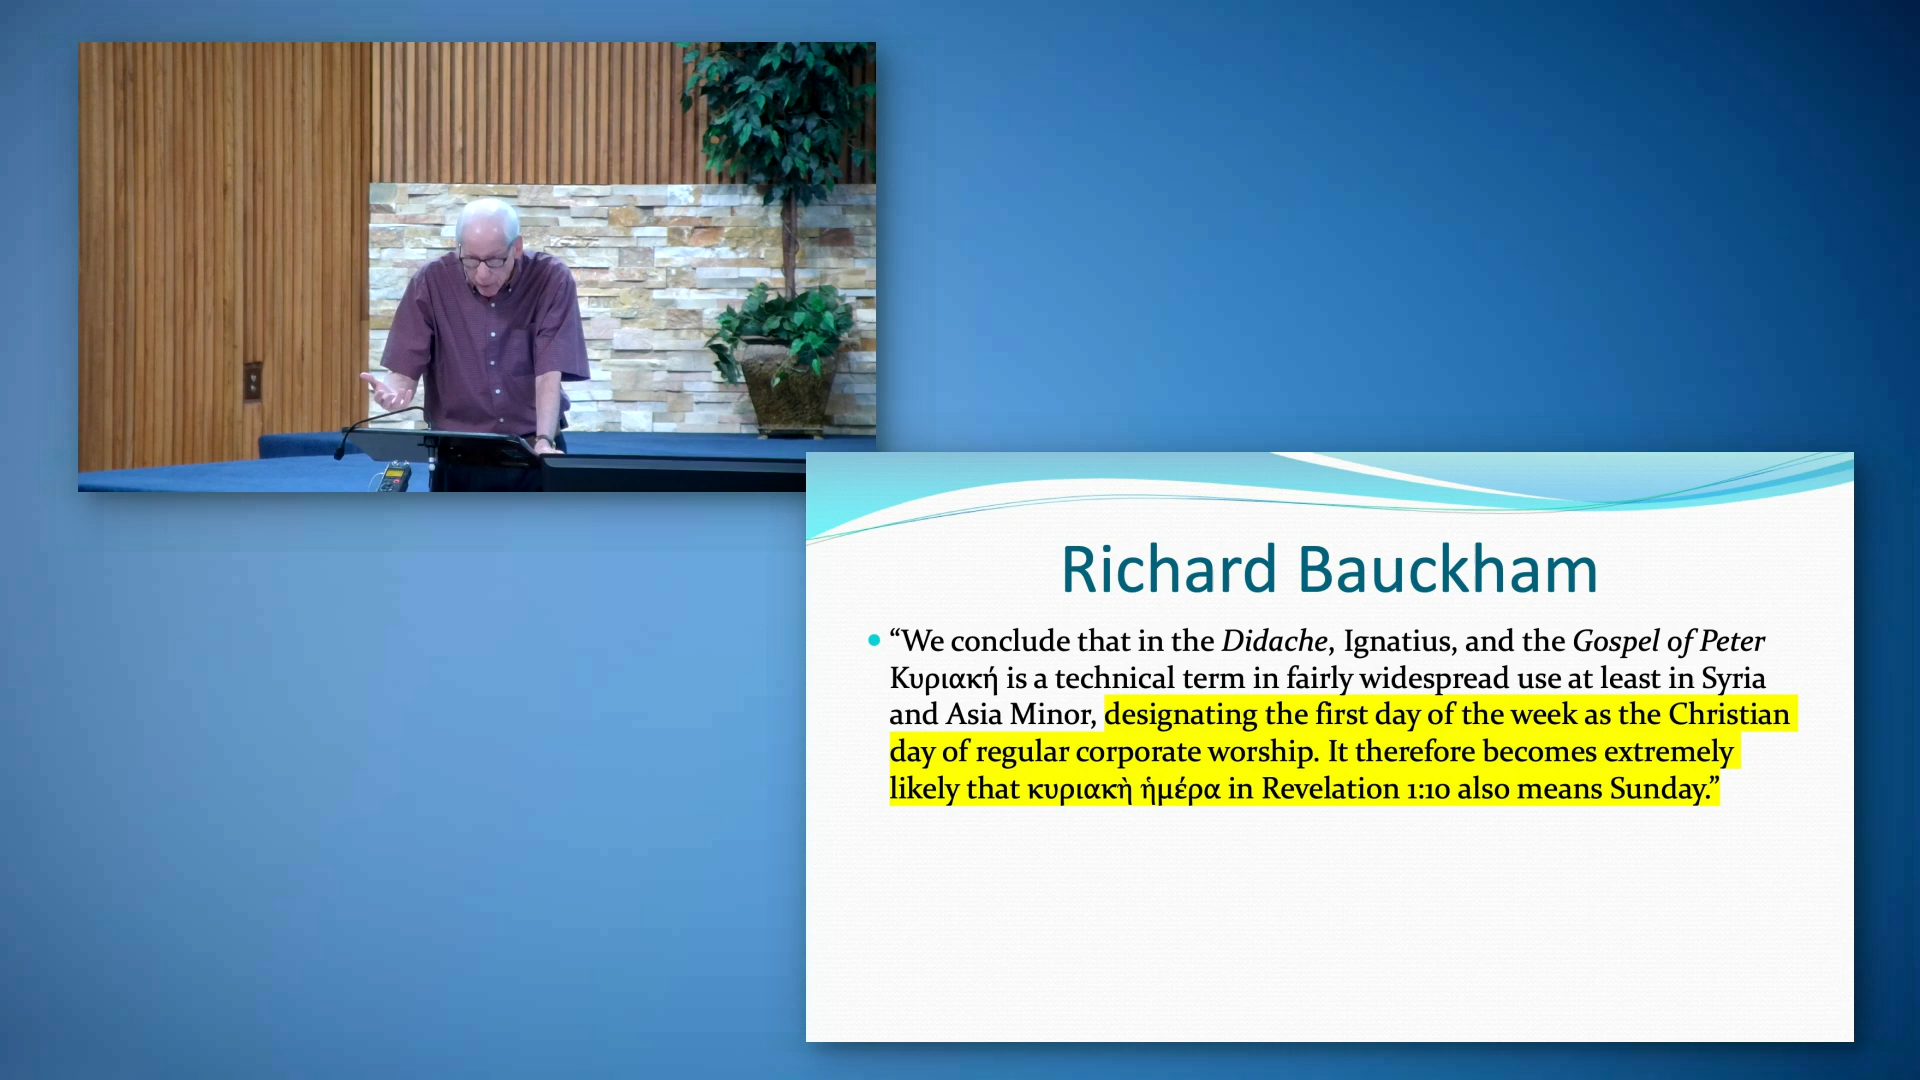 Richard Bauckham
“We conclude that in the Didache, Ignatius, and the Gospel of Peter
Κυριακή is a technical term in fairly widespread use at least in Syria
and Asia Minor, designating the first day of the week as the Christian
day of regular corporate worship. It therefore becomes extremely
likely that κυριακὴ ἡμέρα in Revelation 1:10 also means Sunday.”